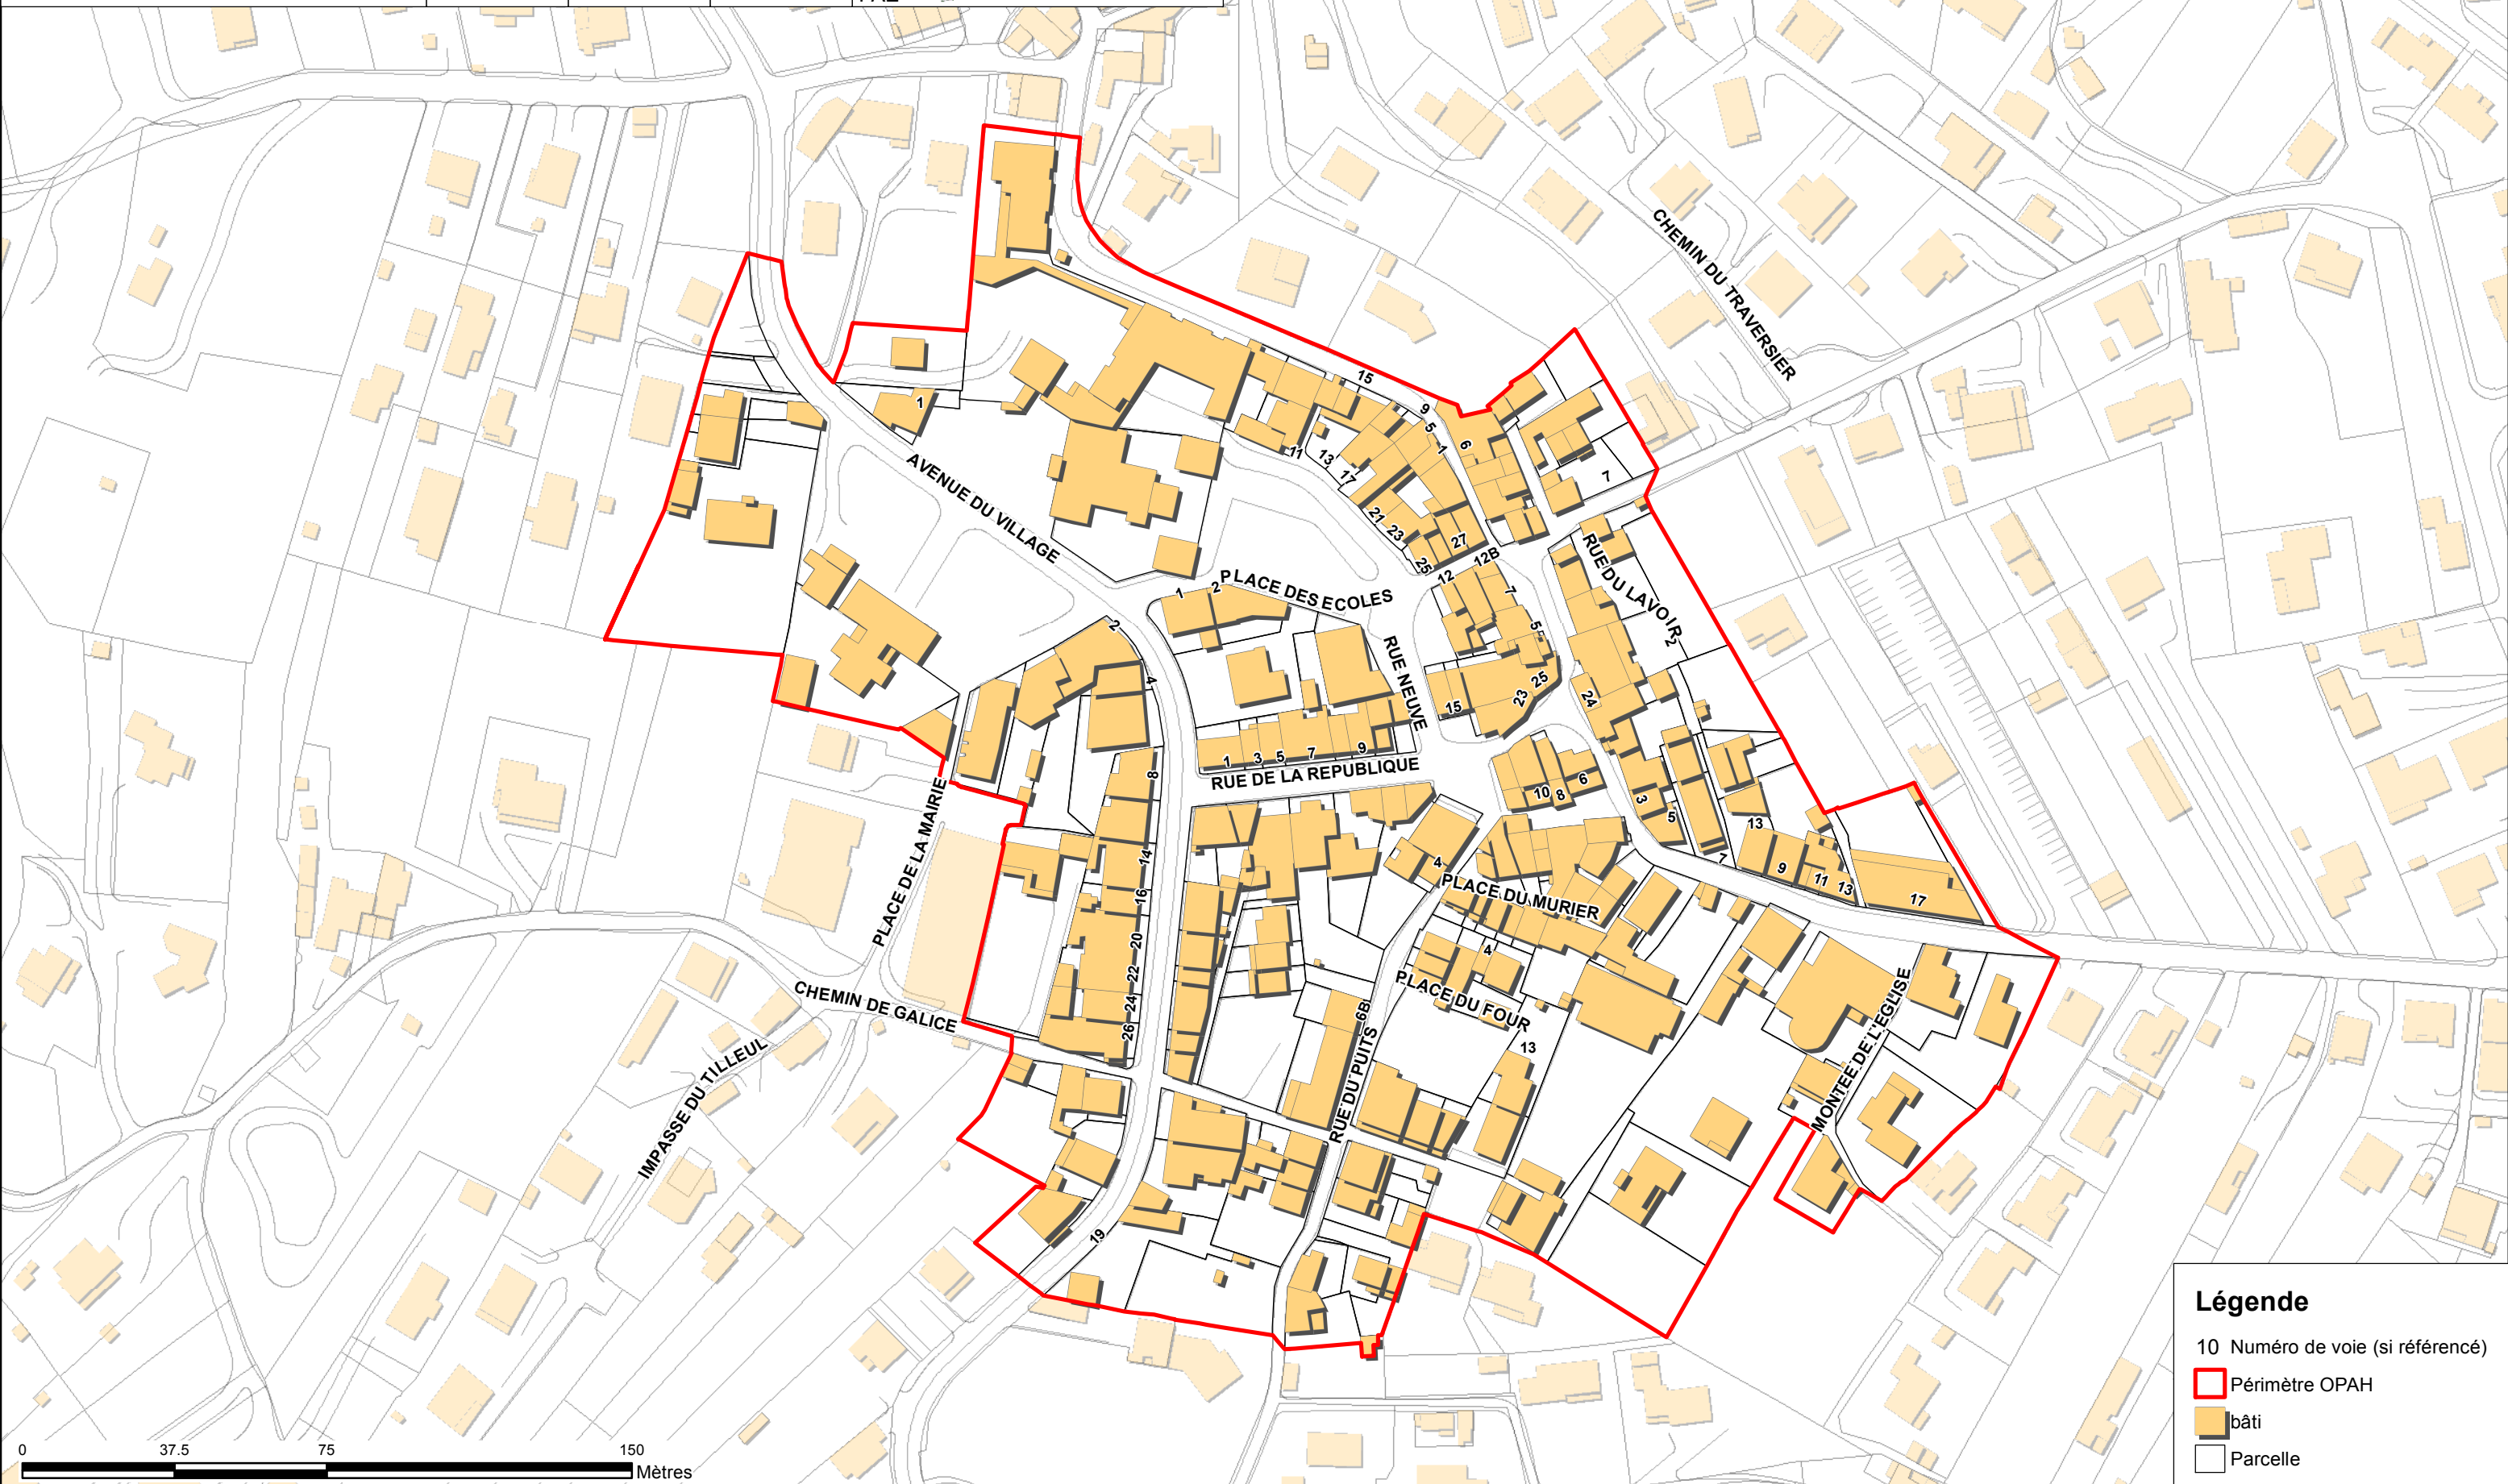 CHEMIN DU TRAVERSIER
15
9
5
1
6
1
11
13
17
7
AVENUE DU VILLAGE
21
23
27
25
12B
12
7
RUE DU LAVOIR
2
PLACE DES ECOLES
1
2
5
2
4
RUE NEUVE
25
23
24
15
1
3
5
7
9
RUE DE LA REPUBLIQUE
8
10
8
6
3
5
13
PLACE DE LA MAIRIE
14
4
7
9
11
13
17
16
PLACE DU MURIER
20
4
22
PLACE DU FOUR
24
26
CHEMIN DE GALICE
6B
13
RUE DU PUITS
MONTEE DE L'EGLISE
IMPASSE DU TILLEUL
19
Légende
10 Numéro de voie (si référencé)
Périmètre OPAH
bâti
Parcelle
0 37.5 75 150
Mètres